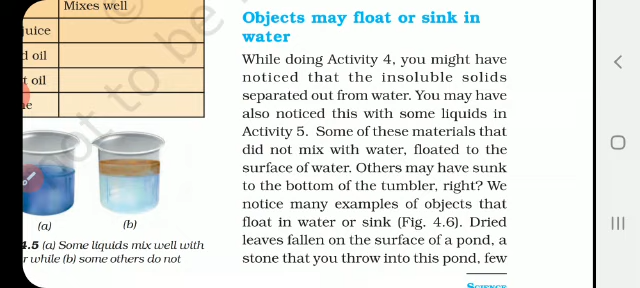 Mixes well
juice
oil
oil
Objects may float or sink in
water
While doing Activity 4, you might have
noticed that the insoluble solids
separated out from water. You may have
also noticed this with some liquids in
Activity 5. Some of these materials that
did not mix with water, floated to the
surface of water. Others may have sunk
to the bottom of the tumbler, right? We
notice many examples of objects that
float in water or sink (Fig. 4.6). Dried
leaves fallen on the surface of a pond, a
stone that you throw into this pond, few
(a)
(b)
4.5 (a) Some liquids mix well with
while (b) some others do not
SCIENCE
not to be